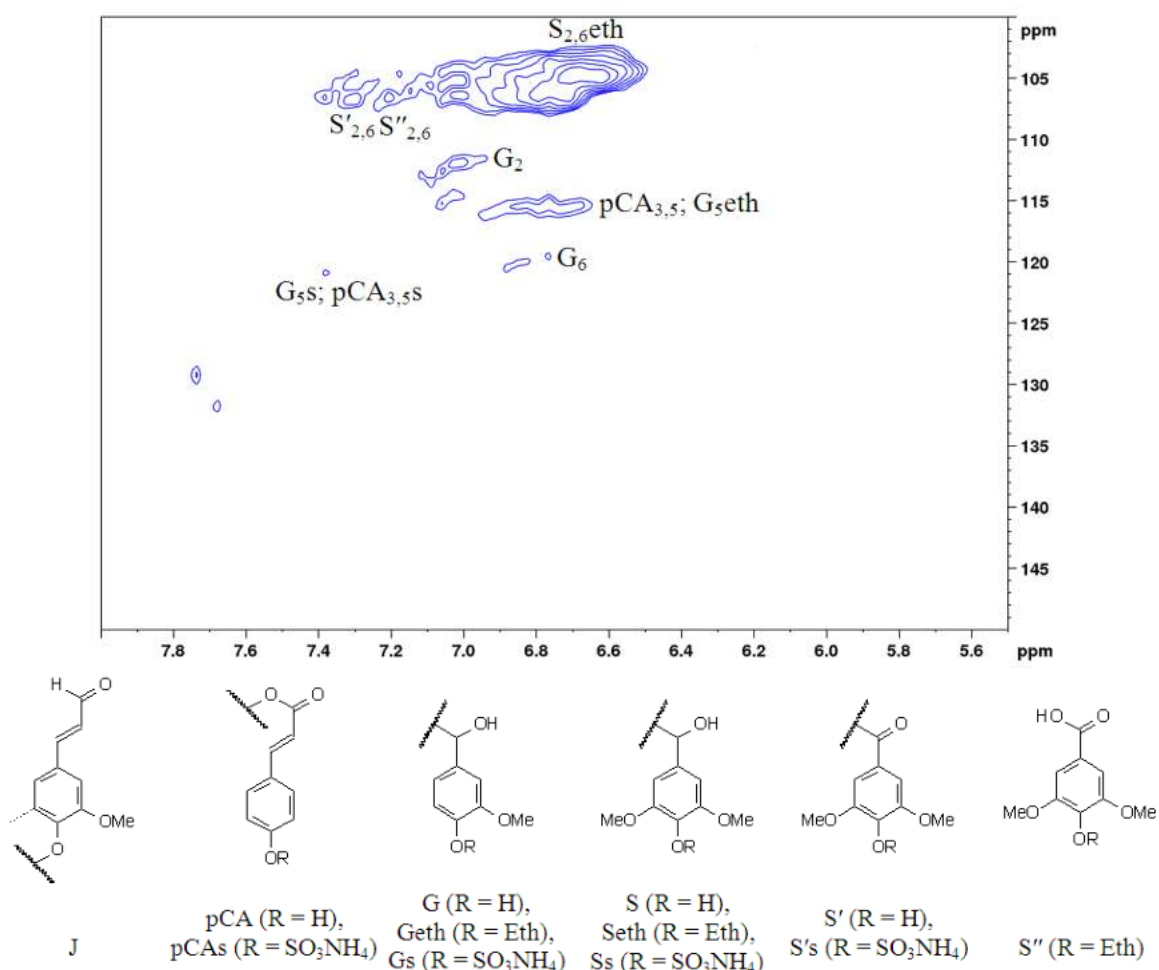 ppm
S2,6eth
105
S′2,6 S″2,6
110
G2
115
pCA3,5; G5eth
G6
120
G5s; pCA3,5s
125
130
135
140
145
7.8 7.6 7.4 7.2 7.0 6.8 6.6 6.4 6.2 6.0 5.8 5.6 ppm
H O
OMe
O
J
O O
OR
pCA (R = H),
pCAs (R = SO3NH4)
OH
OMe
OR
G (R = H),
Geth (R = Eth),
Gs (R = SO3NH4)
OH
MeO OMe
OR
S (R = H),
Seth (R = Eth),
Ss (R = SO3NH4)
O
MeO OMe
OR
S′ (R = H),
S′s (R = SO3NH4)
HO O
MeO OMe
OR
S″ (R = Eth)